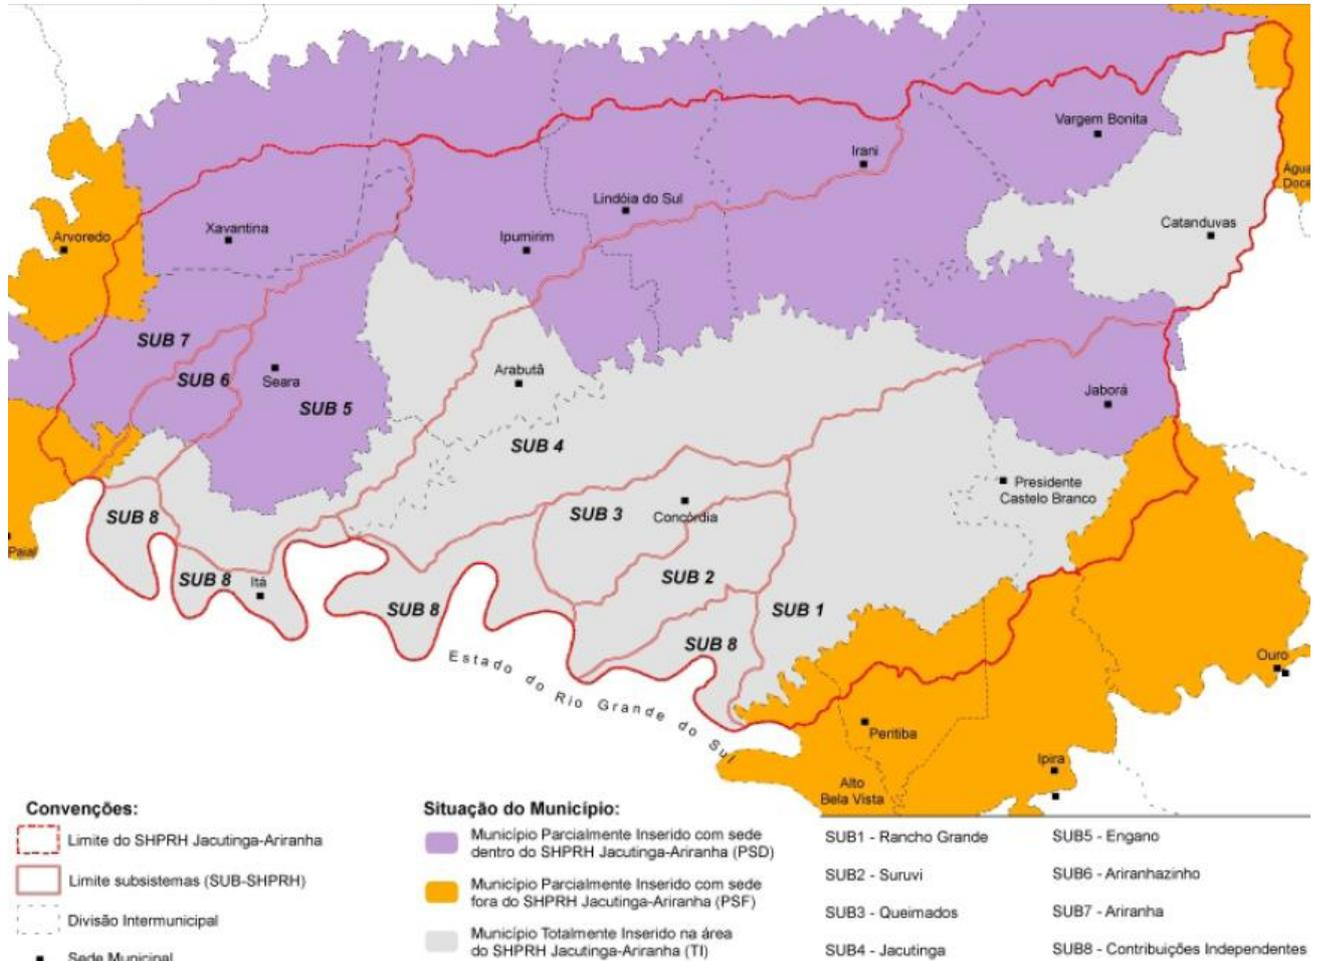 Vargem Bonita
Irani
Água
Doce
Lindóia do Sul
Catanduvas
Xavantina
Ipumirim
Arvoredo
SUB 7
SUB 6
Seara
SUB 5
Arabutã
Jaborá
SUB 4
Presidente
Castelo Branco
SUB 3
Concórdia
SUB 8
Paial
SUB 2
SUB 8
Itá
SUB 8
SUB 1
SUB 8
Estado do Rio Grande do Sul
Ouro
Peritiba
Ipira
Alto
Bela Vista
Convenções:
Limite do SHPRH Jacutinga-Ariranha
Limite subsistemas (SUB-SHPRH)
Divisão Intermunicipal
Sede Municipal
Situação do Município:
Município Parcialmente Inserido com sede
dentro do SHPRH Jacutinga-Ariranha (PSD)
Município Parcialmente Inserido com sede
fora do SHPRH Jacutinga-Ariranha (PSF)
Município Totalmente Inserido na área
do SHPRH Jacutinga-Ariranha (TI)
SUB1 - Rancho Grande
SUB2 - Suruvi
SUB3 - Queimados
SUB4 - Jacutinga
SUB5 - Engano
SUB6 - Ariranhazinho
SUB7 - Ariranha
SUB8 - Contribuições Independentes